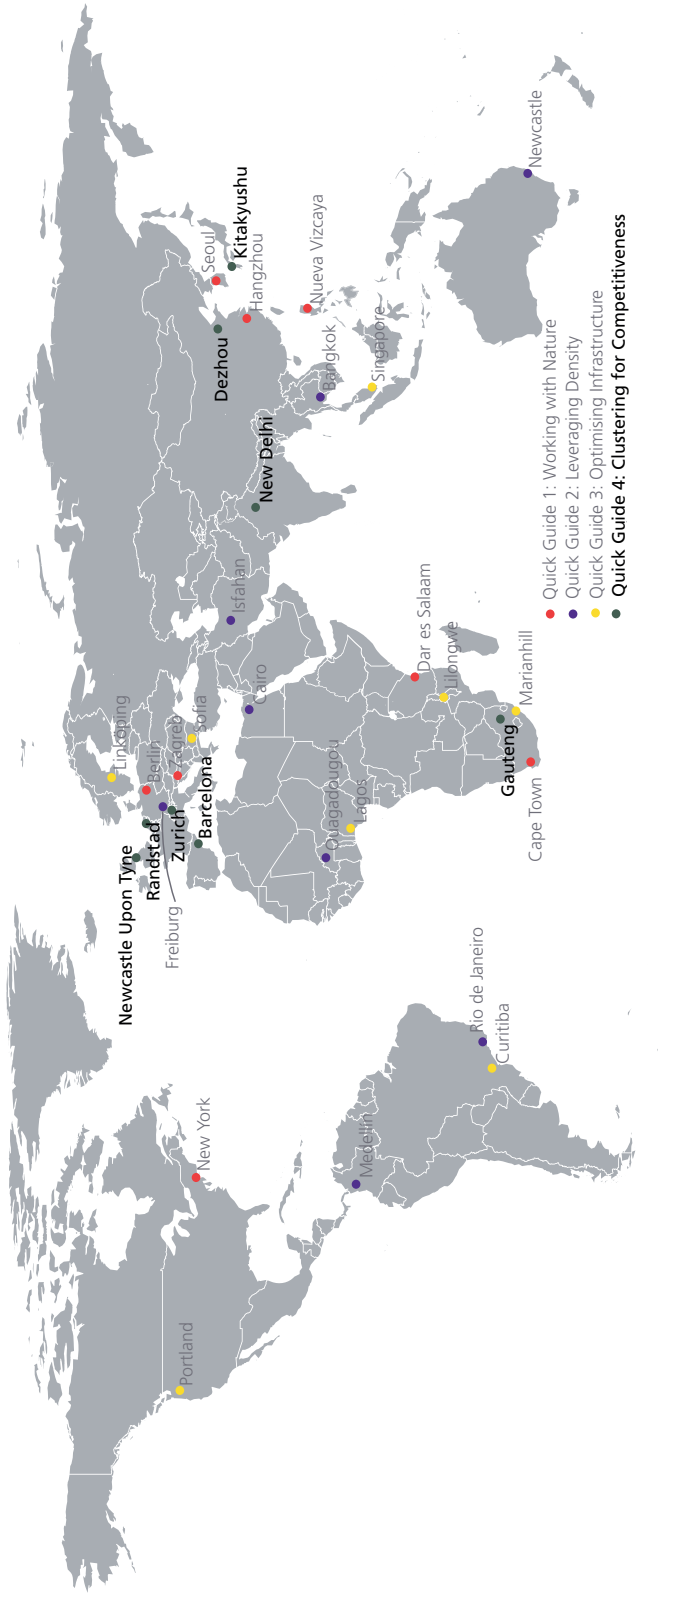 Portland
New York
Medellín
Rio de Janeiro
Curitiba
Newcastle Upon Tyne
Freiburg
Randstad
Zurich
Barcelona
Linköping
Berlin
Zagreb
Sofia
Ouagadougou
Lagos
Cairo
Isfahan
Dar es Salaam
Lilongwe
Marianhill
Gauteng
Cape Town
New Delhi
Dezhou
Seoul
Kitakyushu
Hangzhou
Nueva Vizcaya
Bangkok
Singapore
Newcastle
Quick Guide 1: Working with Nature
Quick Guide 2: Leveraging Density
Quick Guide 3: Optimising Infrastructure
Quick Guide 4: Clustering for Competitiveness